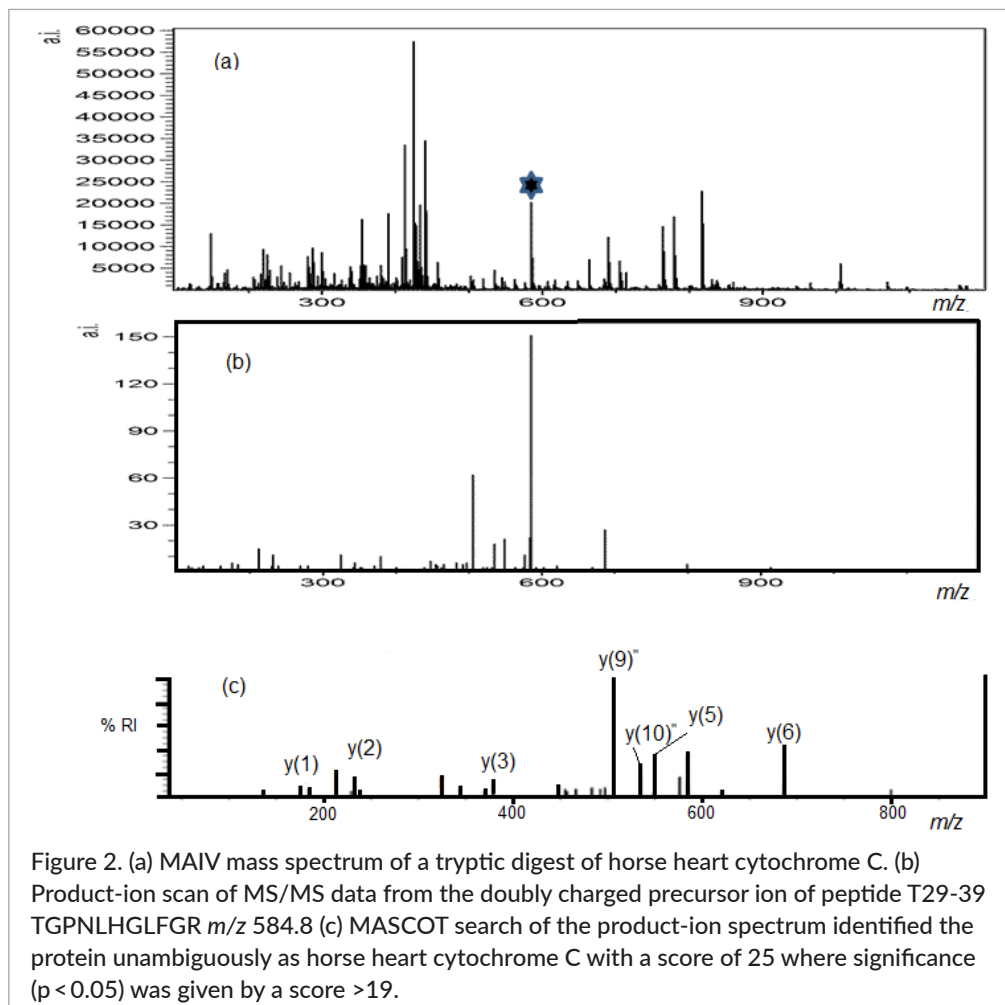 a.i.
60000
55000
50000
45000
40000
35000
30000
25000
20000
15000
10000
5000
(a)
300 600 900 m/z
a.i.
150
120
90
60
30
(b)
300 600 900 m/z
(c)
% RI
y(1) y(2) y(3) y(9)" y(10)" y(5) y(6)
200 400 600 800 m/z
Figure 2. (a) MAIV mass spectrum of a tryptic digest of horse heart cytochrome C. (b)
Product-ion scan of MS/MS data from the doubly charged precursor ion of peptide T29-39
TGPNLHGLFGR m/z 584.8 (c) MASCOT search of the product-ion spectrum identified the
protein unambiguously as horse heart cytochrome C with a score of 25 where significance
(p < 0.05) was given by a score >19.